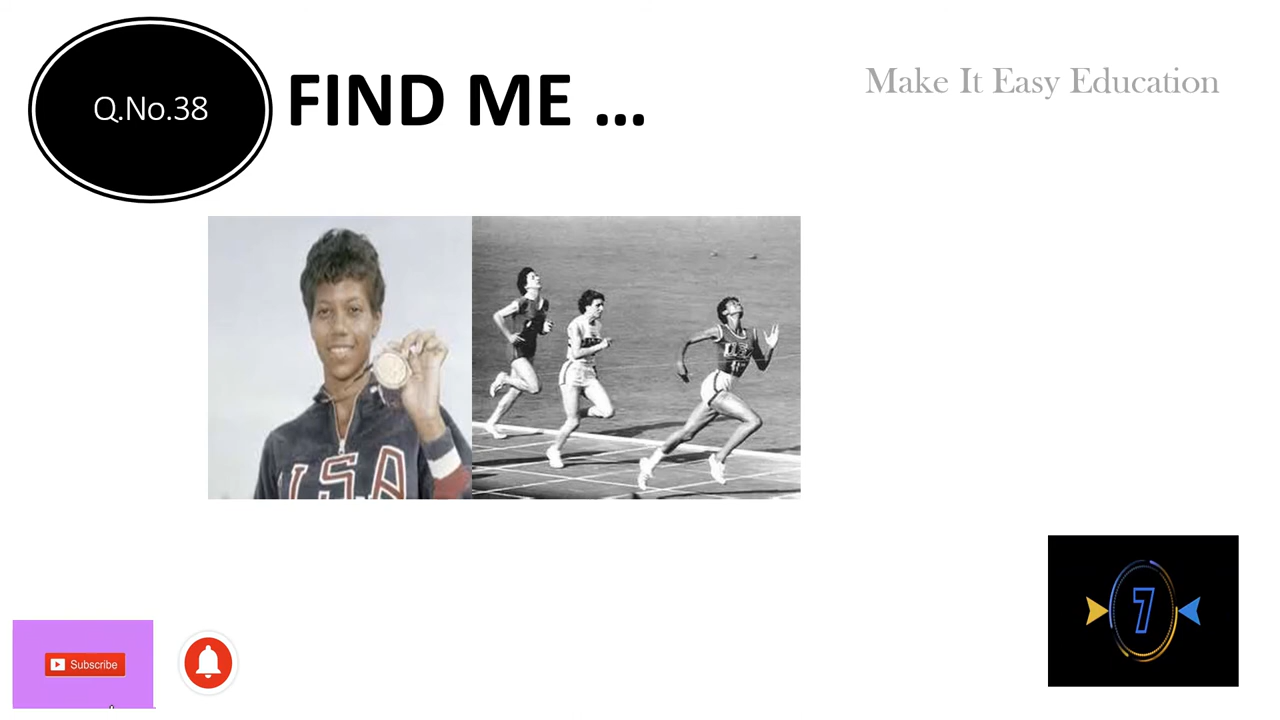 Q.No.38
FIND ME ...
Make It Easy Education
USA
U.S.
7
Subscribe